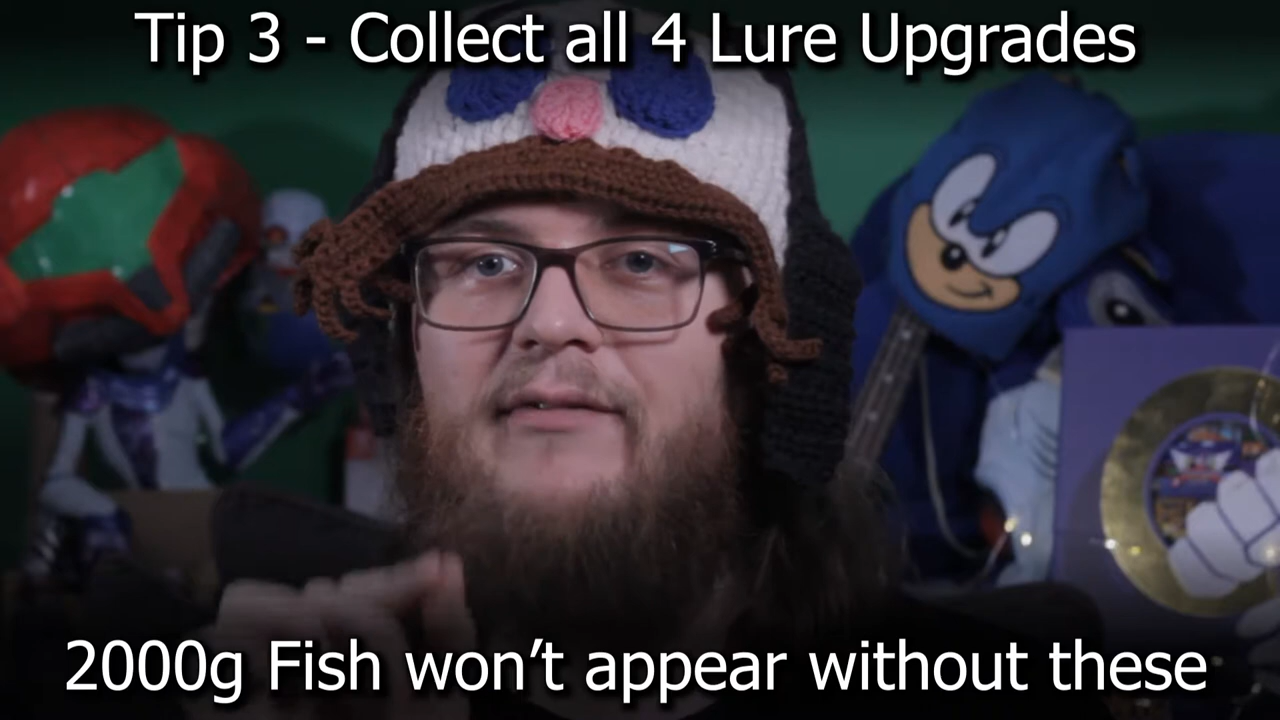 Tip 3 - Collect all 4 Lure Upgrades
2000g Fish won’t appear without these